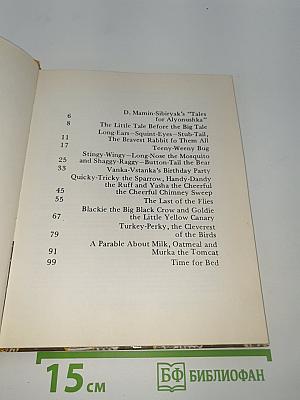 D. Mamin-Sibiryak's "Tales
6 for Alyonushka"
8 The Little Tale Before the Big Tale
Long-Ears—Squint-Eyes—Stub-Tail,
11 The Bravest Rabbit fo Them All
17 Teeny-Weeny Bug
Stingy-Wingy—Long-Nose the Mosquito
25 and Shaggy-Raggy—Button-Tail the Bear
33 Vanka-Vstanka's Birthday Party
Quicky-Tricky the Sparrow, Handy-Dandy
the Ruff and Yasha the Cheerful
45 the Cheerful Chimney Sweep
55 The Last of the Flies
Blackie the Big Black Crow and Goldie
67 the Little Yellow Canary
Turkey-Perky, the Cleverest
79 of the Birds
A Parable About Milk, Oatmeal and
91 Murka the Tomcat
99 Time for Bed
15 см
БФ БИБЛИОФАН